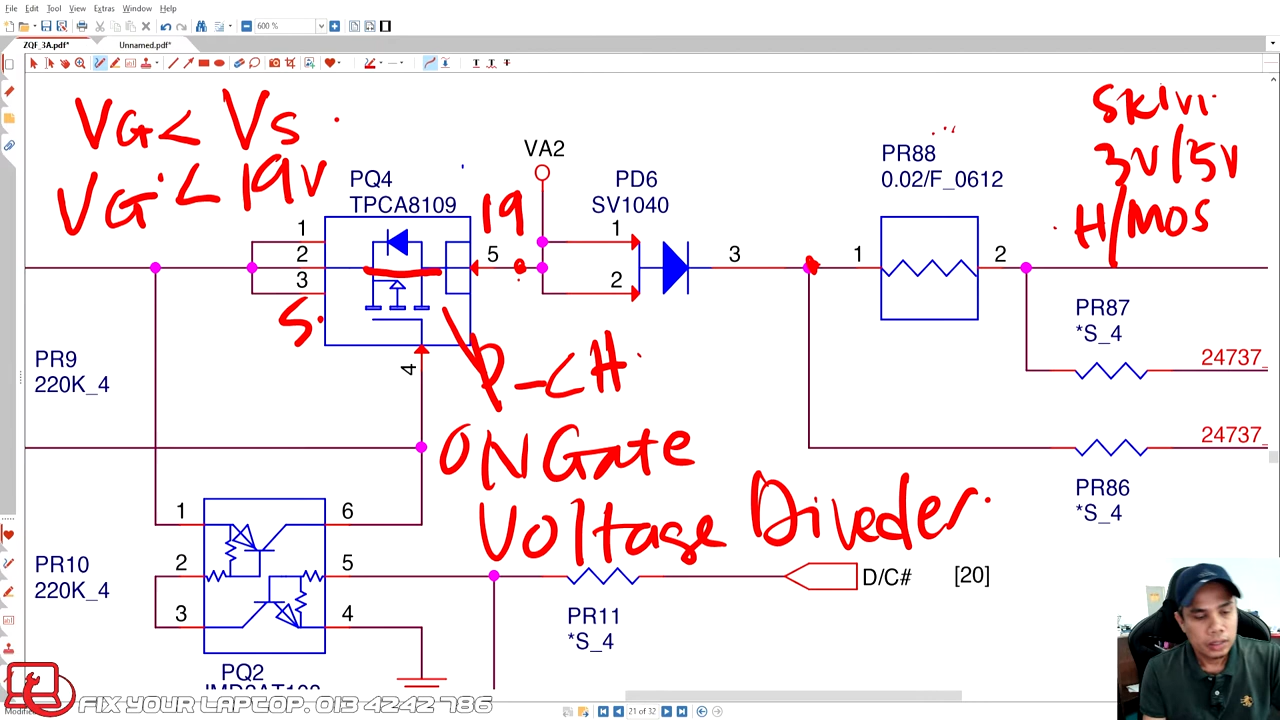 File Edit Tool View Extras Window Help
600 %
ZQF_3A.pdf* Unnamed.pdf*
VG < Vs
VG < 19V
SKIVI
3V/5V
H/MOS
VA2
PR88
0.02/F_0612
PQ4
TPCA8109
19
PD6
SV1040
1
2
3
5
1
2
3
1
2
S
4
P-CH
ON Gate
Voltage Diveder
PR87
*S_4
24737_
24737_
PR86
*S_4
PR9
220K_4
PR10
220K_4
1
2
3
6
5
4
PR11
*S_4
D/C# [20]
PQ2
FIX YOUR LAPTOP. 013 4242 786
21 of 32